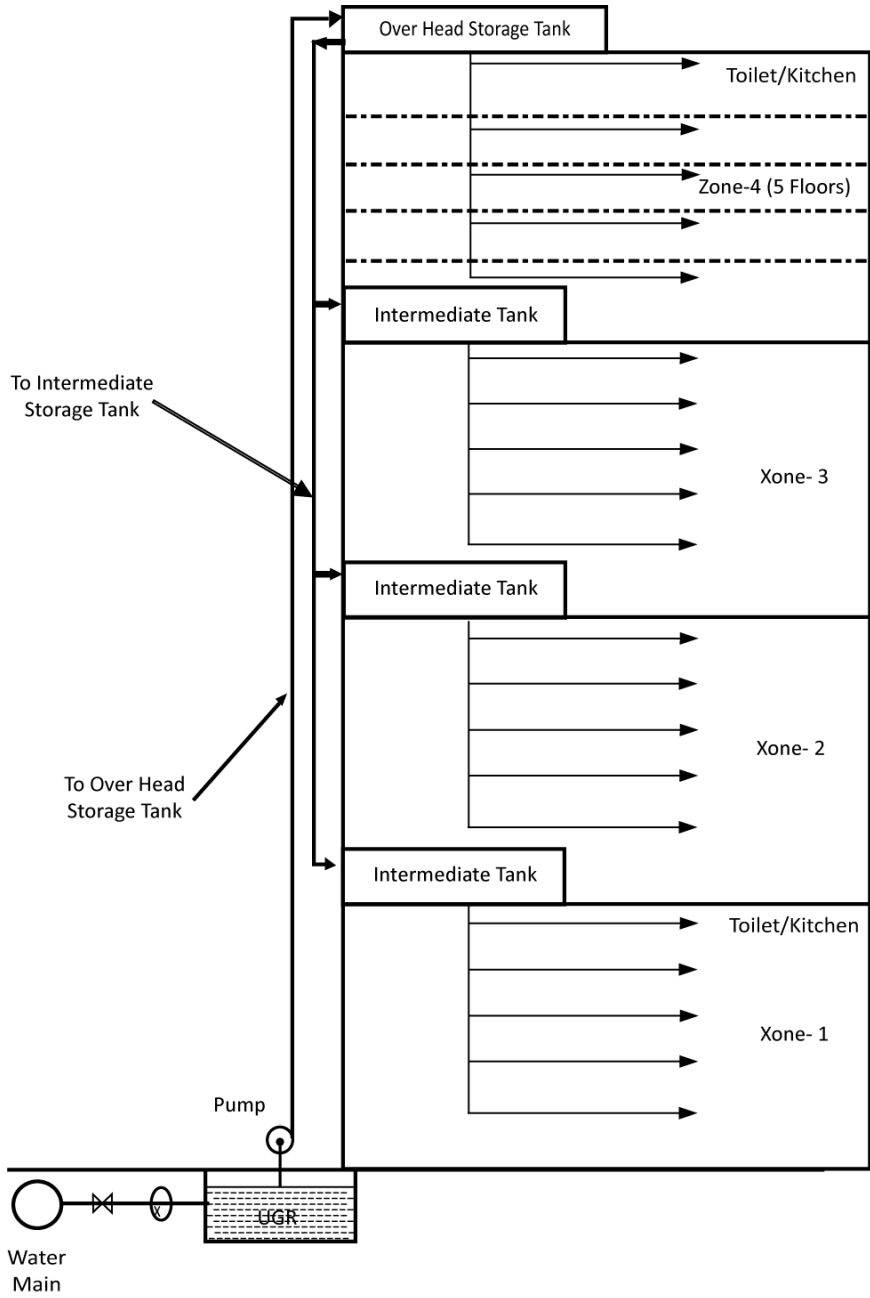 Over Head Storage Tank
Toilet/Kitchen
Zone-4 (5 Floors)
Intermediate Tank
To Intermediate
Storage Tank
Xone- 3
Intermediate Tank
Xone- 2
To Over Head
Storage Tank
Intermediate Tank
Toilet/Kitchen
Xone- 1
Pump
X
UGR
Water
Main